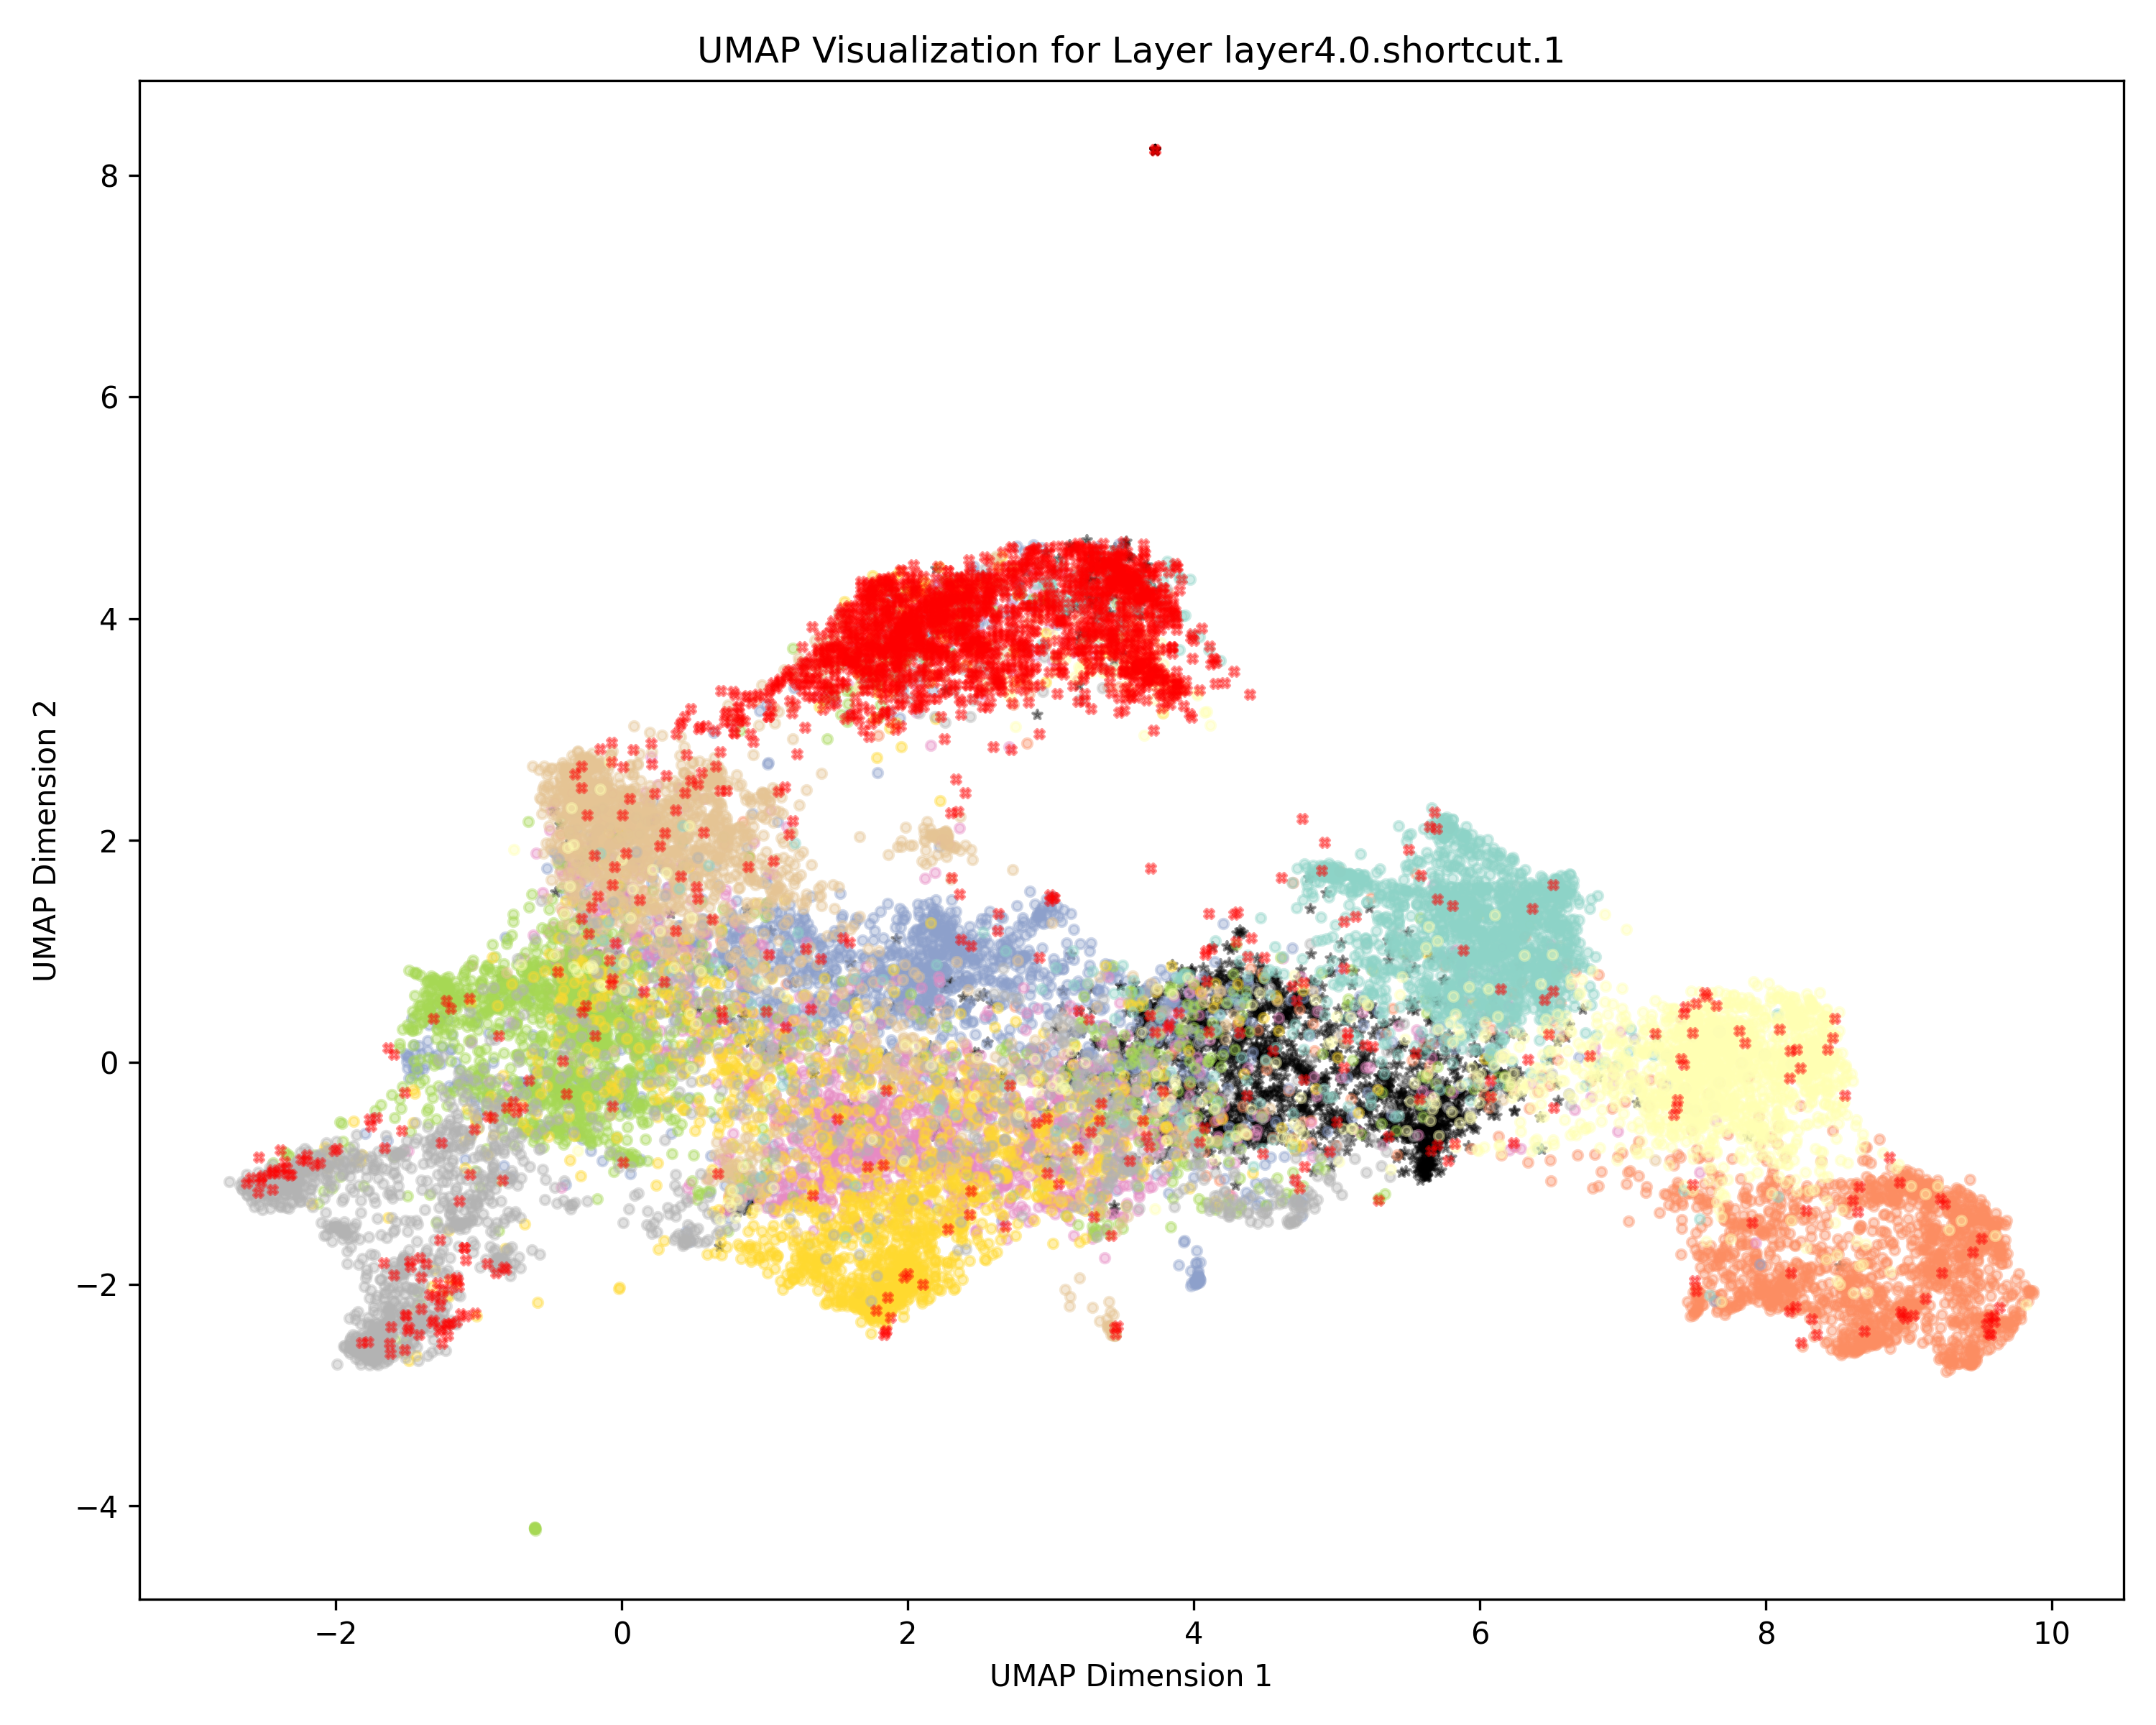 UMAP Visualization for Layer layer4.0.shortcut.1
8
6
4
2
0
−2
−4
UMAP Dimension 2
−2 0 2 4 6 8 10
UMAP Dimension 1